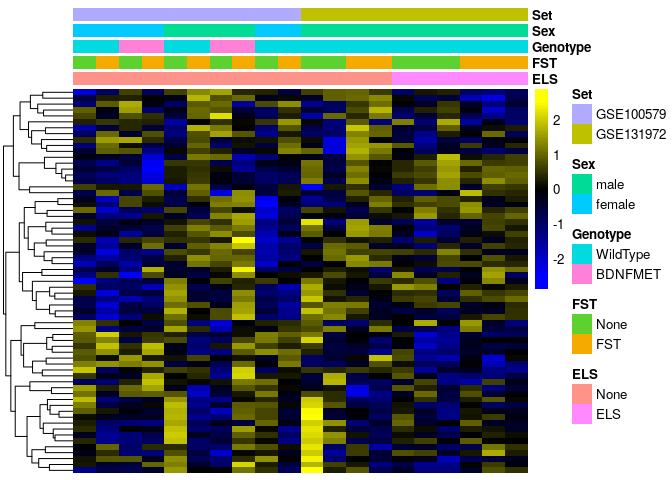 Set
Sex
Genotype
FST
ELS
2
1
0
-1
-2
Set
GSE100579
GSE131972
Sex
male
female
Genotype
WildType
BDNFMET
FST
None
FST
ELS
None
ELS